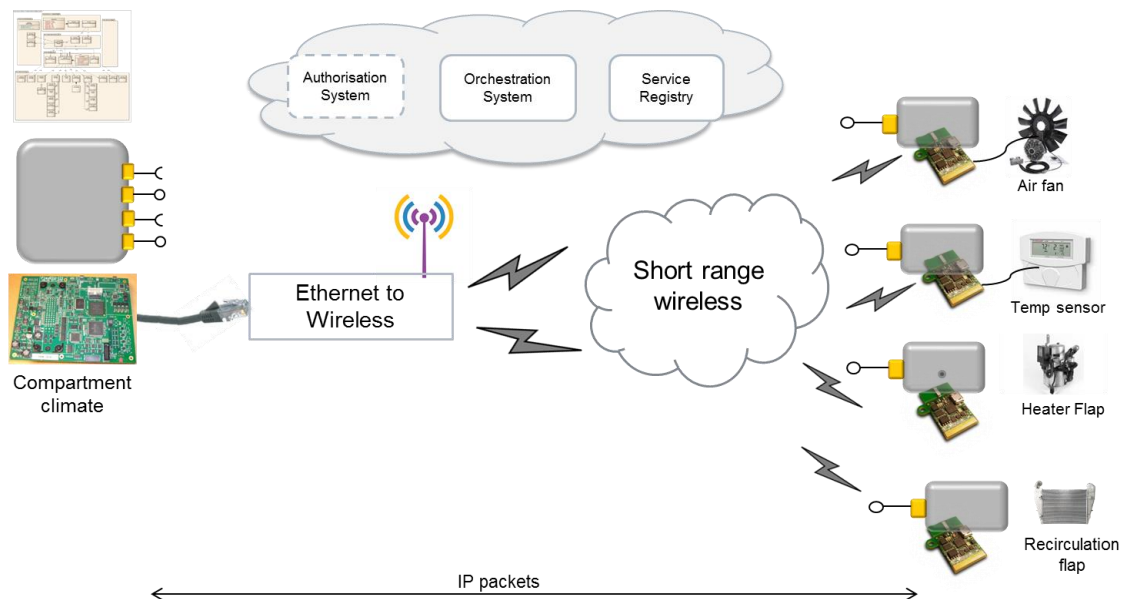 Authorisation
System
Orchestration
System
Service
Registry
Air fan
Ethernet to
Wireless
Short range
wireless
Temp sensor
Compartment
climate
Heater Flap
Recirculation
flap
IP packets